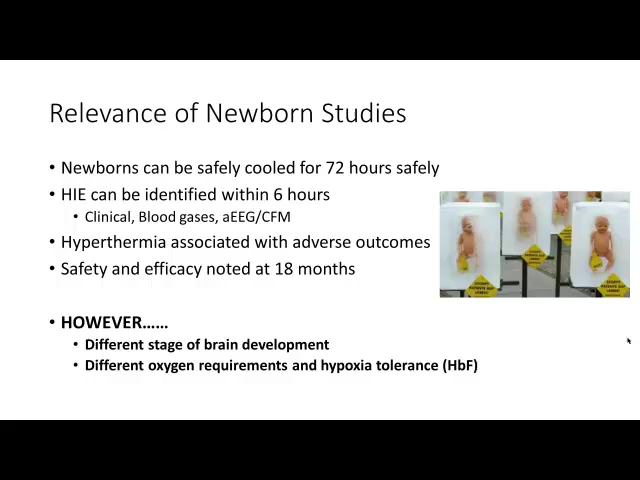 Relevance of Newborn Studies
• Newborns can be safely cooled for 72 hours safely
• HIE can be identified within 6 hours
• Clinical, Blood gases, aEEG/CFM
• Hyperthermia associated with adverse outcomes
• Safety and efficacy noted at 18 months
• HOWEVER……
• Different stage of brain development
• Different oxygen requirements and hypoxia tolerance (HbF)